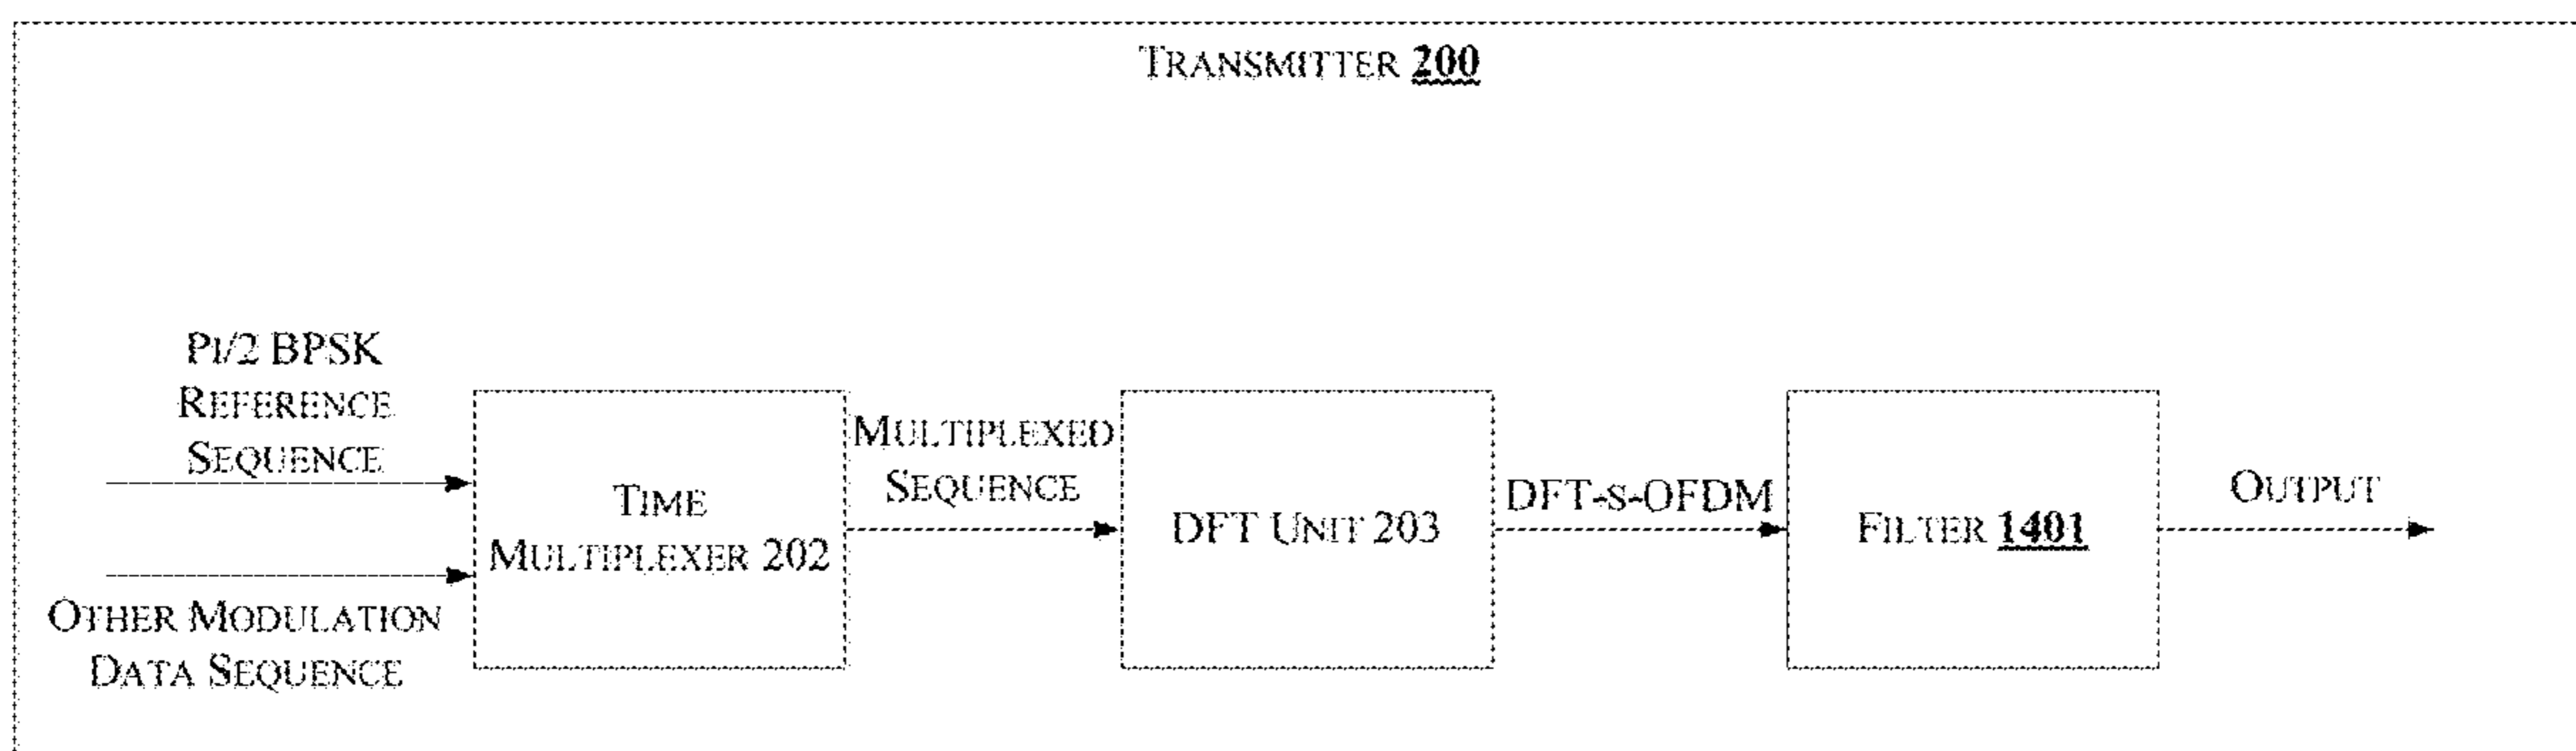 TRANSMITTER 200
PI/2 BPSK
REFERENCE
SEQUENCE
OTHER MODULATION
DATA SEQUENCE
TIME
MULTIPLEXER 202
MULTIPLEXED
SEQUENCE
DFT UNIT 203
DFT-S-OFDM
FILTER 1401
OUTPUT